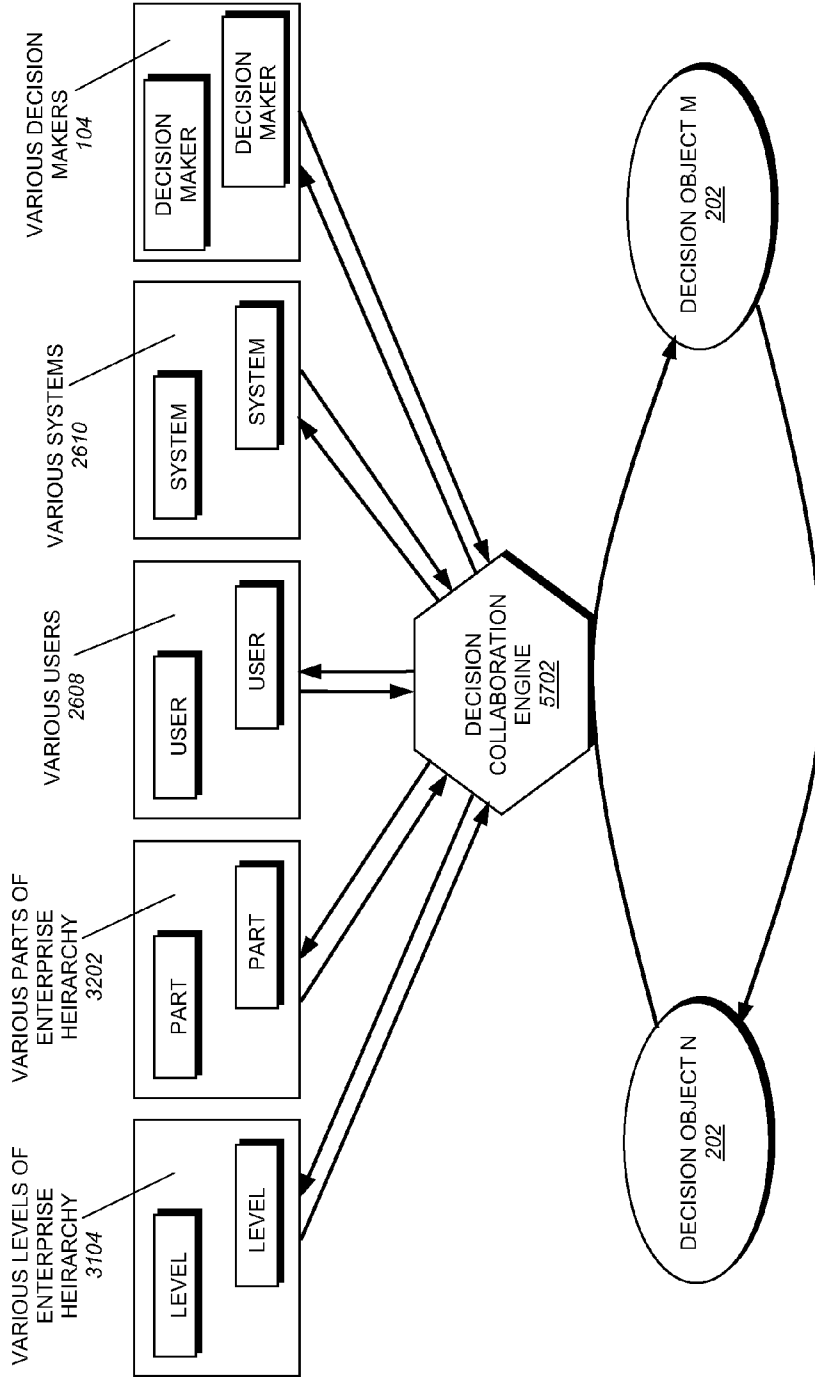 VARIOUS LEVELS OF
ENTERPRISE
HEIRARCHY
3104
LEVEL
LEVEL
VARIOUS PARTS OF
ENTERPRISE
HEIRARCHY
3202
PART
PART
VARIOUS USERS
2608
USER
USER
VARIOUS SYSTEMS
2610
SYSTEM
SYSTEM
VARIOUS DECISION
MAKERS
104
DECISION
MAKER
DECISION
MAKER
DECISION
COLLABORATION
ENGINE
5702
DECISION OBJECT N
202
DECISION OBJECT M
202